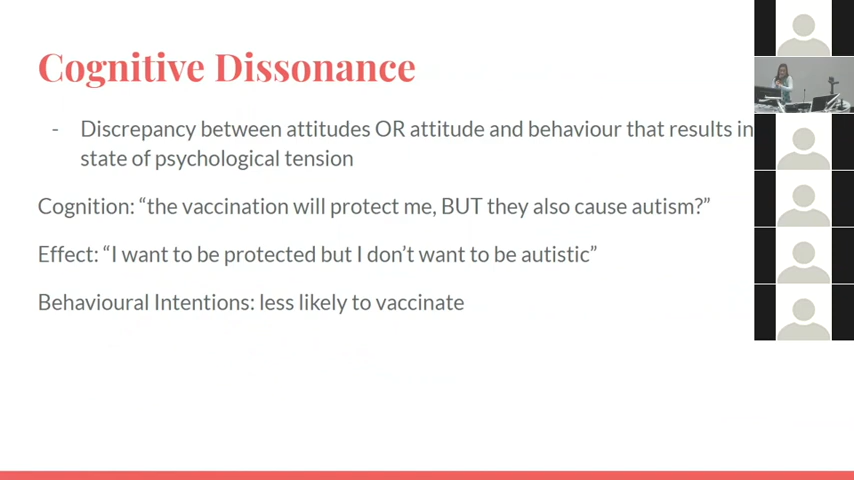 Cognitive Dissonance
- Discrepancy between attitudes OR attitude and behaviour that results in
state of psychological tension
Cognition: “the vaccination will protect me, BUT they also cause autism?”
Effect: “I want to be protected but I don’t want to be autistic”
Behavioural Intentions: less likely to vaccinate